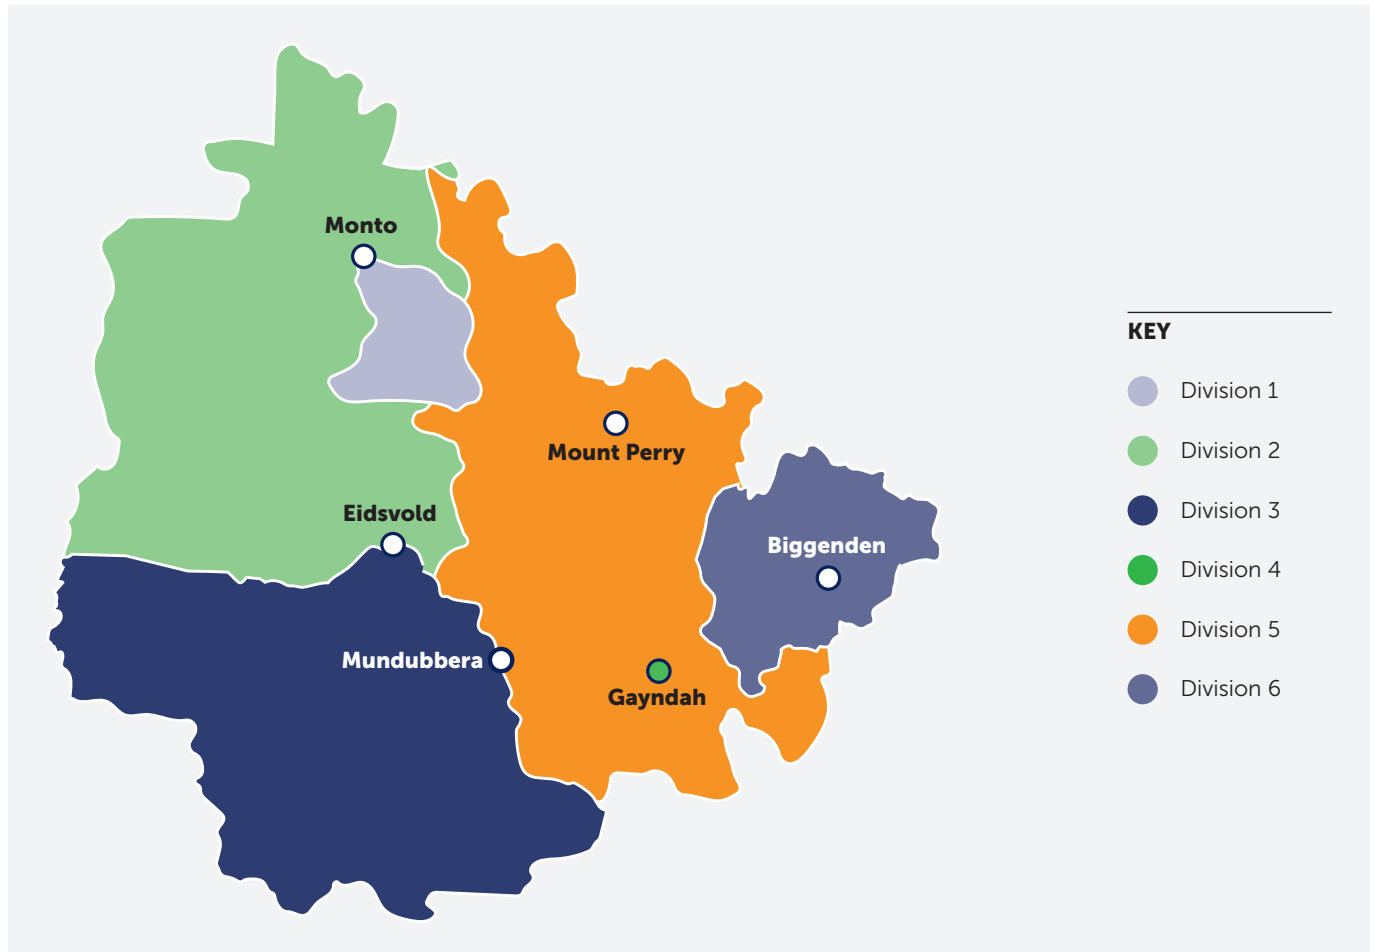 Monto
Mount Perry
Eidsvold
Biggenden
Mundubbera
Gayndah
KEY
Division 1
Division 2
Division 3
Division 4
Division 5
Division 6